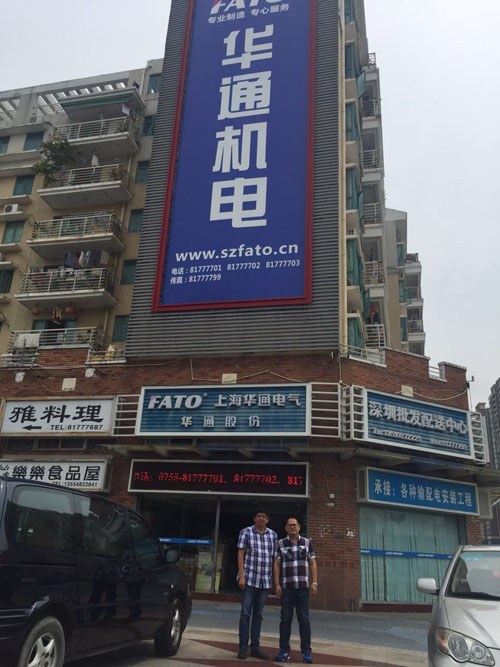 FATO
专业制造 专心服务
华通机电
www.szfato.cn
电话:81777701 81777702 81777703
传真:81777799
雅料理
TEL:81777687
FATO® 上海华通电气
华通股份
深圳批发配送中心
樂樂食品屋
0755-81777701. 81777702. 817
承接:各种输配电安装工程